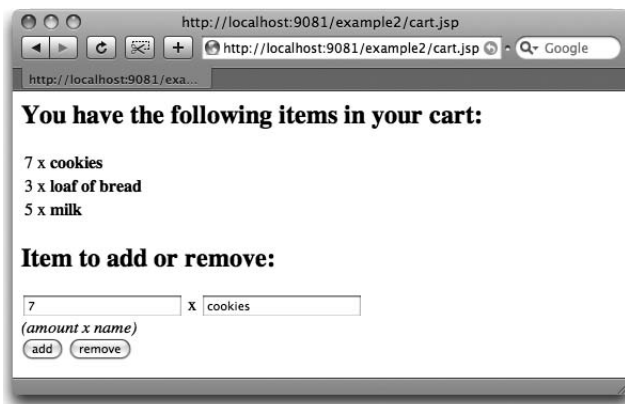 http://localhost:9081/example2/cart.jsp
http://localhost:9081/example2/cart.jsp
Google
http://localhost:9081/exa...
You have the following items in your cart:
7 x cookies
3 x loaf of bread
5 x milk
Item to add or remove:
7 x cookies
(amount x name)
add remove